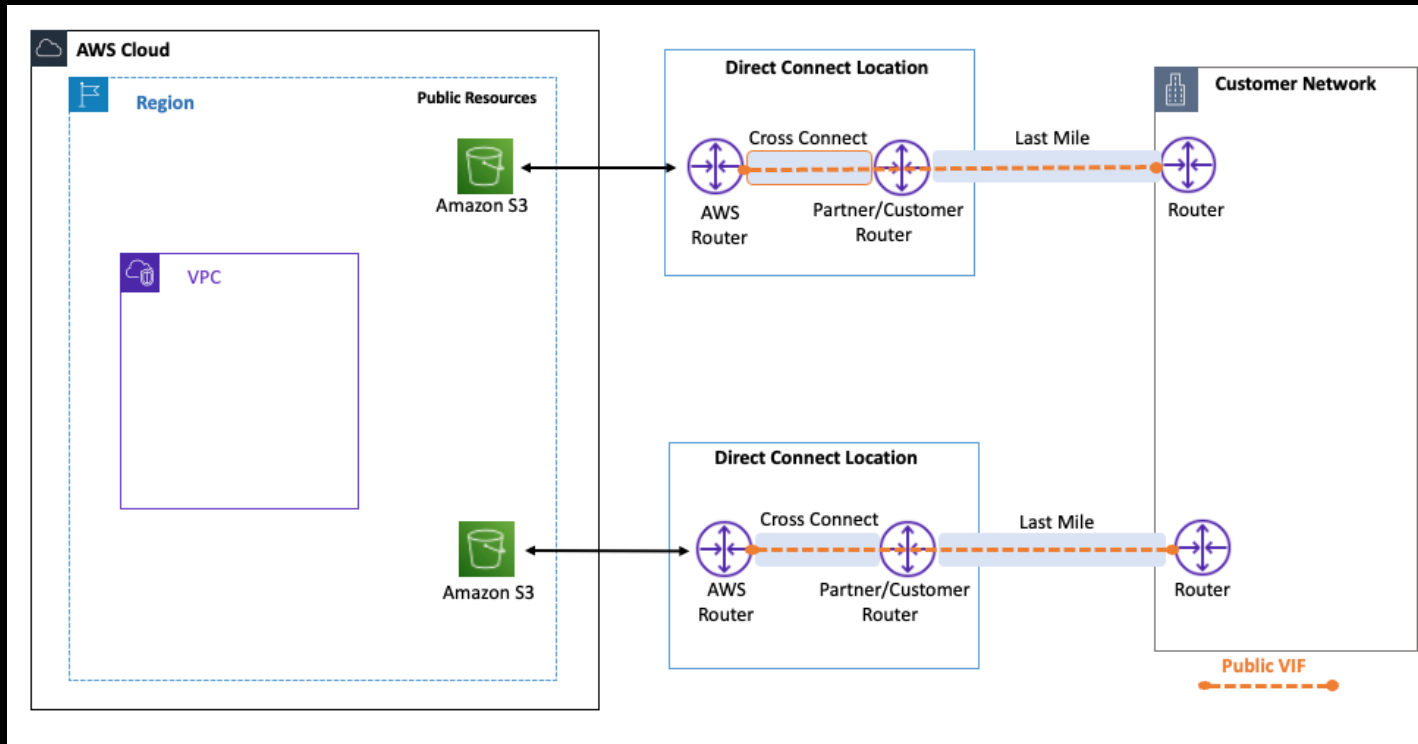 AWS Cloud
Region
Public Resources
Amazon S3
VPC
Amazon S3
Direct Connect Location
Cross Connect
Last Mile
AWS
Router
Partner/Customer
Router
Customer Network
Router
Direct Connect Location
Cross Connect
Last Mile
AWS
Router
Partner/Customer
Router
Router
Public VIF